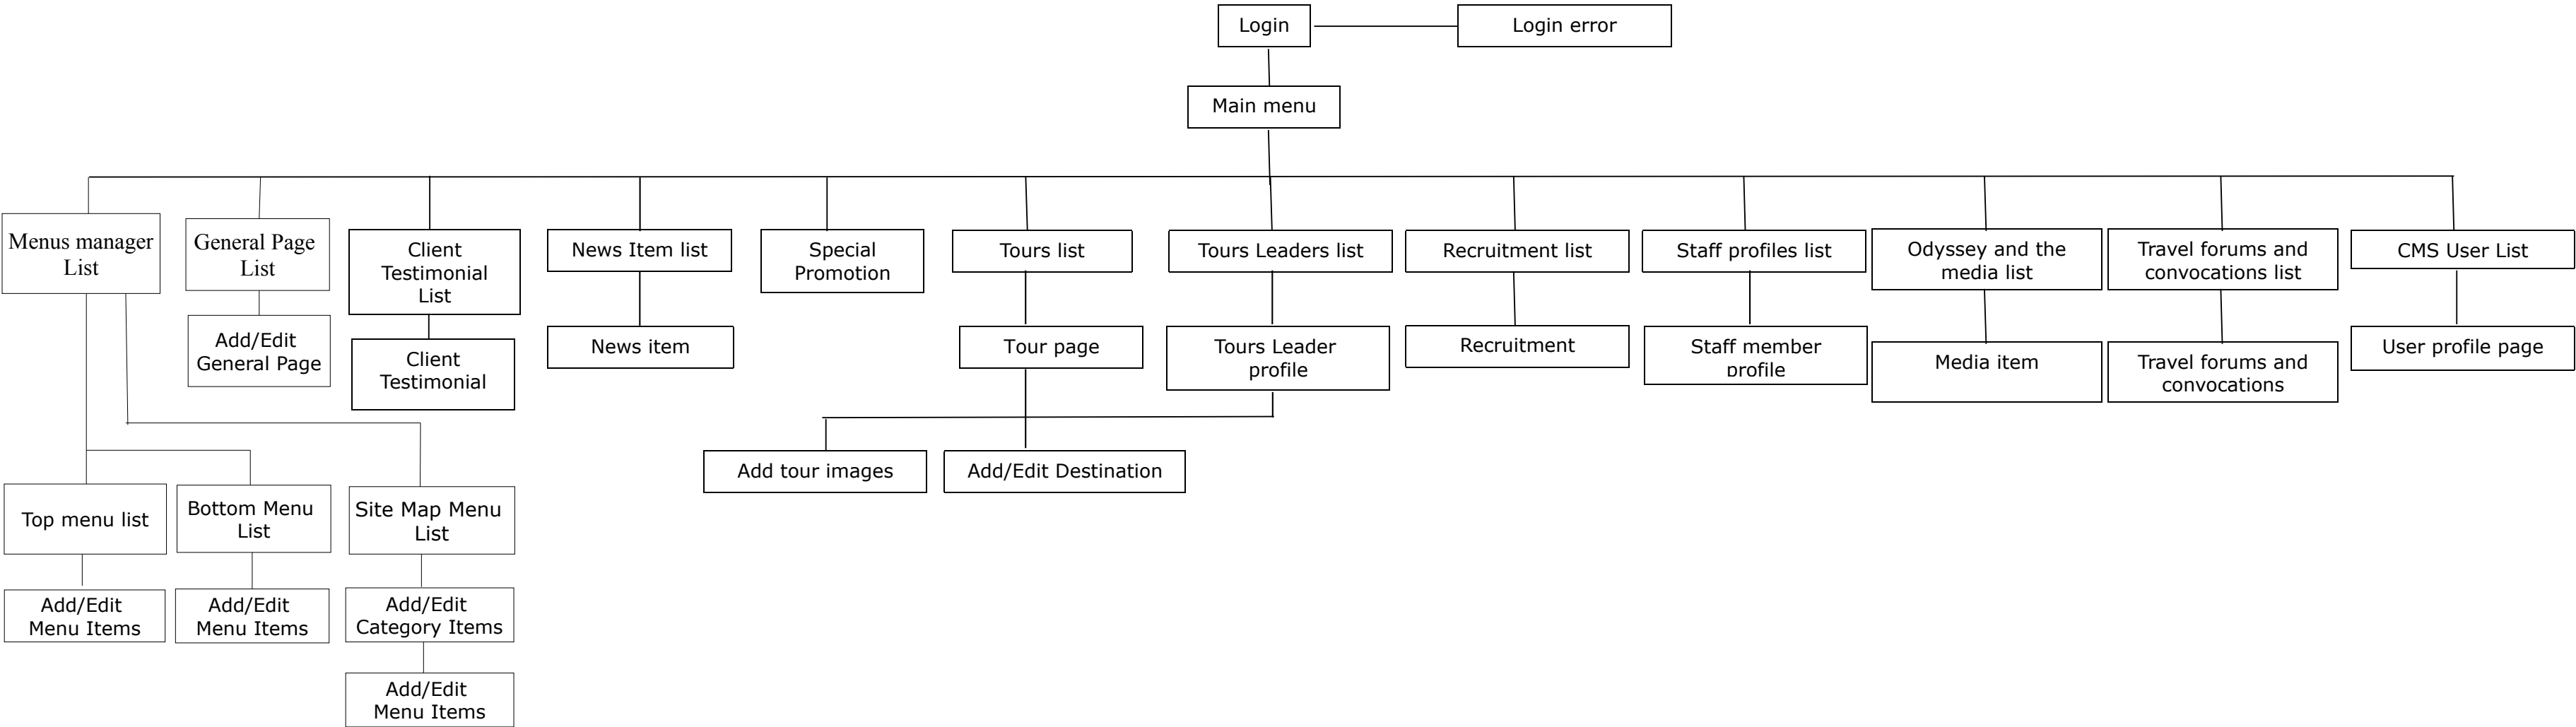 Login
Login error
Main menu
Menus manager
List
General Page
List
Client
Testimonial
List
News Item list
Special
Promotion
Tours list
Tours Leaders list
Recruitment list
Staff profiles list
Odyssey and the
media list
Travel forums and
convocations list
CMS User List
Add/Edit
General Page
Client
Testimonial
News item
Tour page
Tours Leader
profile
Recruitment
Staff member
profile
Media item
Travel forums and
convocations
User profile page
Add tour images
Add/Edit Destination
Top menu list
Bottom Menu
List
Site Map Menu
List
Add/Edit
Menu Items
Add/Edit
Menu Items
Add/Edit
Category Items
Add/Edit
Menu Items